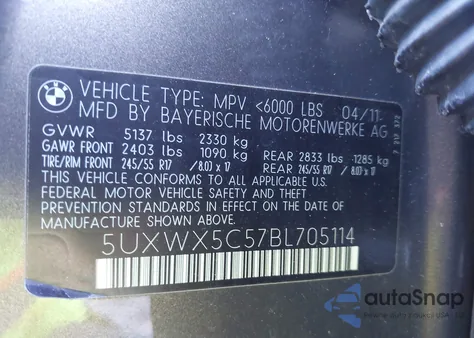 VEHICLE TYPE: MPV <6000 LBS 04/11
MFD BY BAYERISCHE MOTORENWERKE AG
GVWR 5137 lbs 2330 kg
GAWR FRONT 2403 lbs 1090 kg REAR 2833 lbs 1285 kg
TIRE/RIM FRONT 245/55 R17 / 8.0J x 17 REAR 245/55 R17 / 8.0J x 17
THIS VEHICLE CONFORMS TO ALL APPLICABLE U.S.
FEDERAL MOTOR VEHICLE SAFETY AND THEFT PREVENTION
STANDARDS IN EFFECT ON THE DATE OF
MANUFACTURE SHOWN ABOVE.
5UXWX5C57BL705114
autoSnap